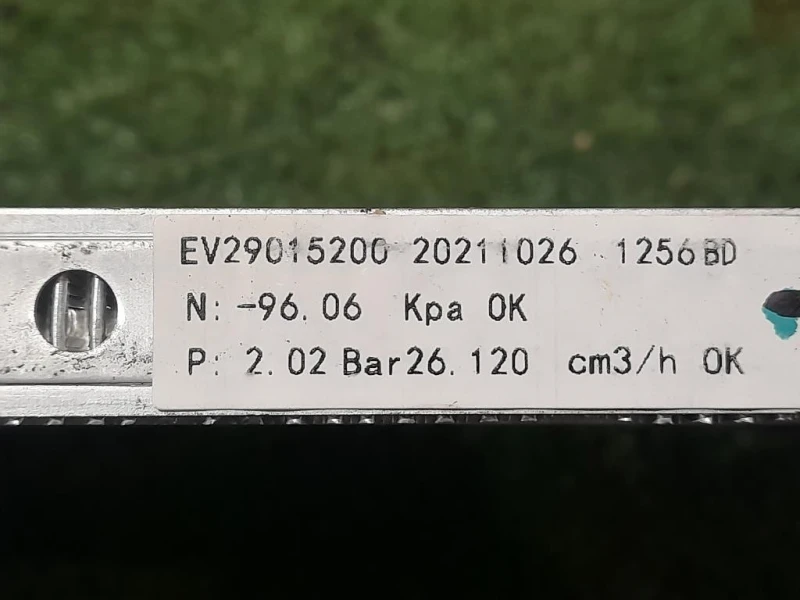 EV29015200 20211026 1256BD
N: -96.06 Kpa OK
P: 2.02 Bar26.120 cm3/h OK